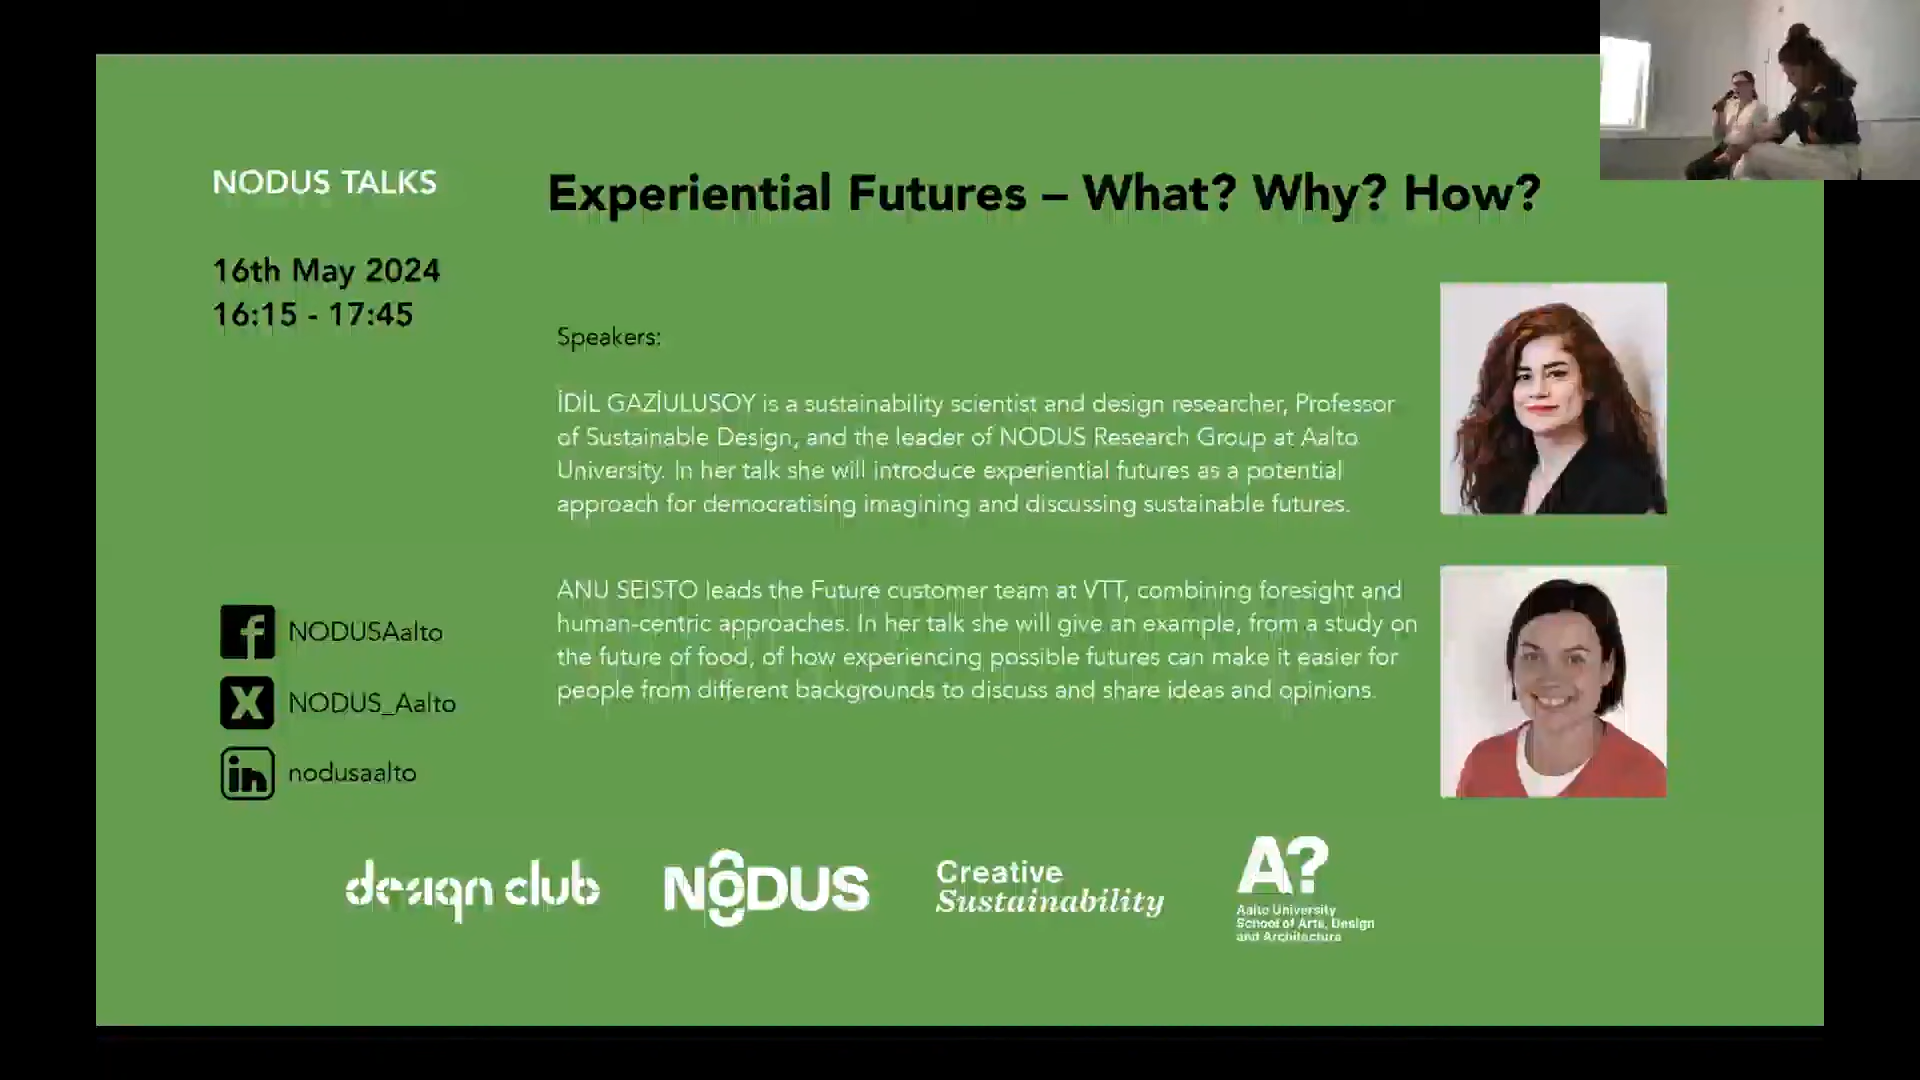 NODUS TALKS
16th May 2024
16:15 - 17:45
Experiential Futures – What? Why? How?
Speakers:
İDİL GAZİULUSOY is a sustainability scientist and design researcher, Professor
of Sustainable Design, and the leader of NODUS Research Group at Aalto
University. In her talk she will introduce experiential futures as a potential
approach for democratising imagining and discussing sustainable futures.
ANU SEISTO leads the Future customer team at VTT, combining foresight and
human-centric approaches. In her talk she will give an example, from a study on
the future of food, of how experiencing possible futures can make it easier for
people from different backgrounds to discuss and share ideas and opinions.
f NODUSAalto
X NODUS_Aalto
in nodusaalto
design club
NODUS
Creative
Sustainability
A?
Aalto University
School of Arts, Design
and Architecture